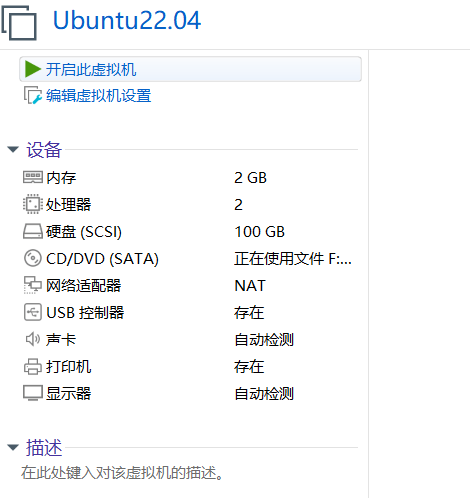 Ubuntu22.04
开启此虚拟机
编辑虚拟机设置
设备
内存 2 GB
处理器 2
硬盘 (SCSI) 100 GB
CD/DVD (SATA) 正在使用文件 F:...
网络适配器 NAT
USB 控制器 存在
声卡 自动检测
打印机 存在
显示器 自动检测
描述
在此处键入对该虚拟机的描述。